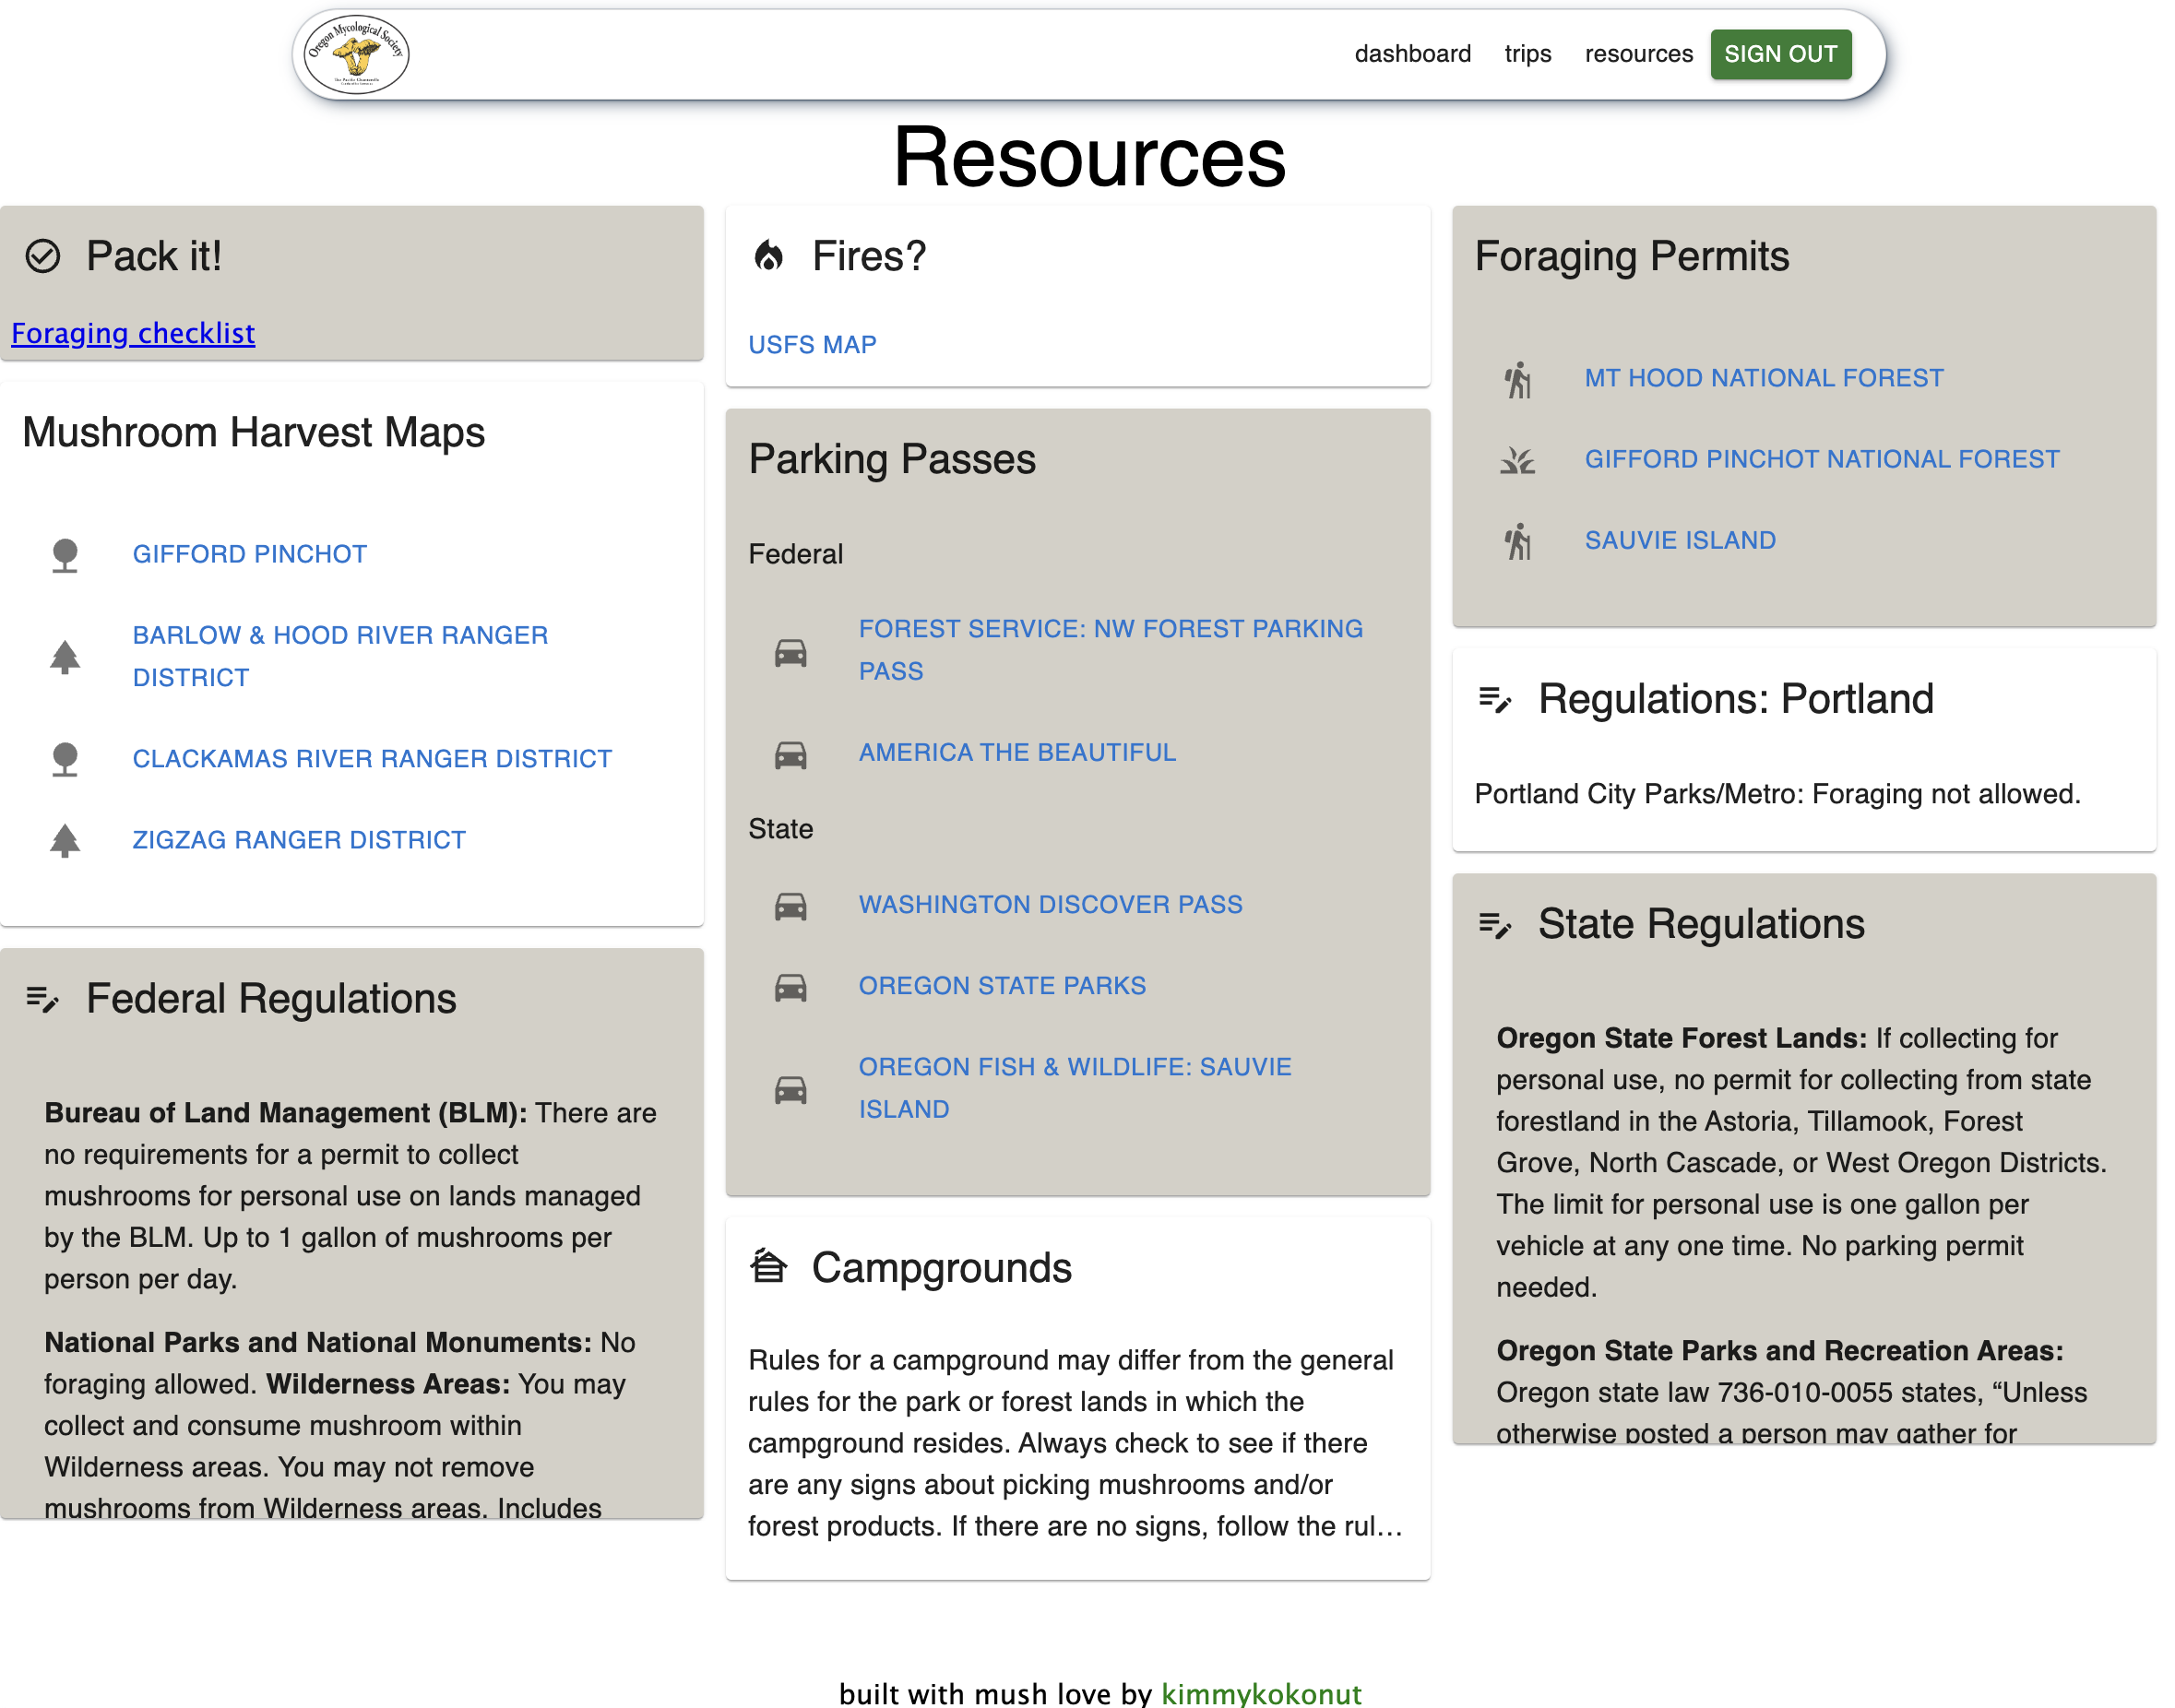 Oregon Mycological Society
dashboard
trips
resources
SIGN OUT
Resources
Pack it!
Foraging checklist
Mushroom Harvest Maps
GIFFORD PINCHOT
BARLOW & HOOD RIVER RANGER
DISTRICT
CLACKAMAS RIVER RANGER DISTRICT
ZIGZAG RANGER DISTRICT
Federal Regulations
Bureau of Land Management (BLM): There are
no requirements for a permit to collect
mushrooms for personal use on lands managed
by the BLM. Up to 1 gallon of mushrooms per
person per day.
National Parks and National Monuments: No
foraging allowed. Wilderness Areas: You may
collect and consume mushroom within
Wilderness areas. You may not remove
mushrooms from Wilderness areas. Includes
Fires?
USFS MAP
Parking Passes
Federal
FOREST SERVICE: NW FOREST PARKING
PASS
AMERICA THE BEAUTIFUL
State
WASHINGTON DISCOVER PASS
OREGON STATE PARKS
OREGON FISH & WILDLIFE: SAUVIE
ISLAND
Campgrounds
Rules for a campground may differ from the general
rules for the park or forest lands in which the
campground resides. Always check to see if there
are any signs about picking mushrooms and/or
forest products. If there are no signs, follow the rul…
Foraging Permits
MT HOOD NATIONAL FOREST
GIFFORD PINCHOT NATIONAL FOREST
SAUVIE ISLAND
Regulations: Portland
Portland City Parks/Metro: Foraging not allowed.
State Regulations
Oregon State Forest Lands: If collecting for
personal use, no permit for collecting from state
forestland in the Astoria, Tillamook, Forest
Grove, North Cascade, or West Oregon Districts.
The limit for personal use is one gallon per
vehicle at any one time. No parking permit
needed.
Oregon State Parks and Recreation Areas:
Oregon state law 736-010-0055 states, “Unless
otherwise posted a person may gather for
built with mush love by kimmykokonut